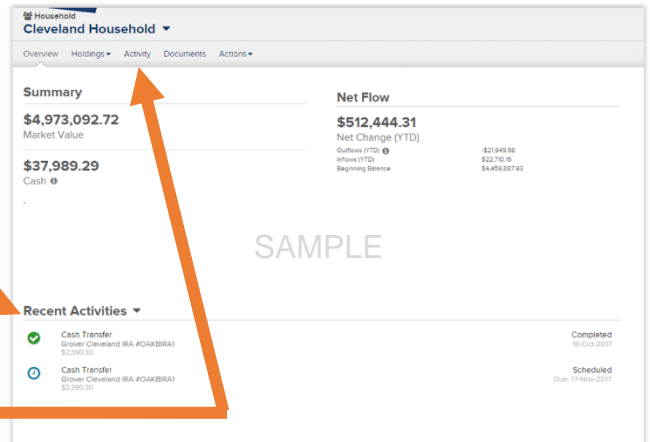 Household
Cleveland Household
Overview Holdings Activity Documents Actions
Summary
$4,973,092.72
Market Value
$37,989.29
Cash
-
Net Flow
$512,444.31
Net Change (YTD)
Outflows (YTD) -$21,949.68
Inflows (YTD) $22,710.16
Beginning Balance $4,459,887.93
SAMPLE
Recent Activities
Cash Transfer Completed
Grover Cleveland IRA #OAKBIRA1 16-Oct-2017
$2,390.30
Cash Transfer Scheduled
Grover Cleveland IRA #OAKBIRA1 Due: 17-Nov-2017
$2,390.30